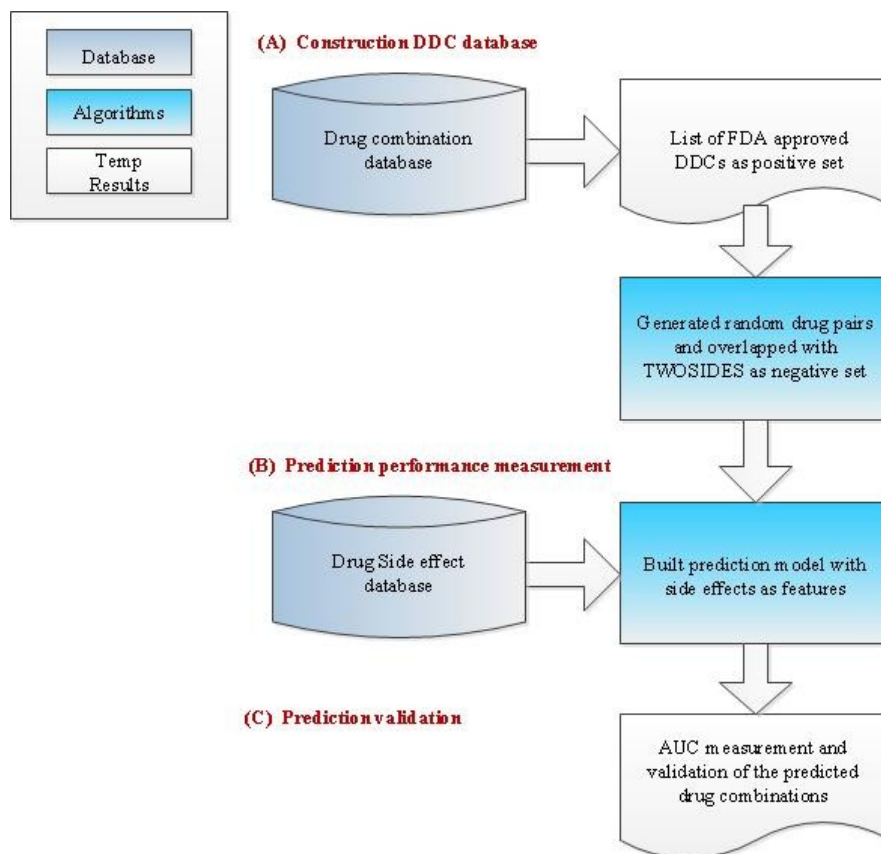 Database
Algorithms
Temp
Results
(A) Construction DDC database
Drug combination
database
List of FDA approved
DDCs as positive set
Generated random drug pairs
and overlapped with
TWOSIDES as negative set
(B) Prediction performance measurement
Drug Side effect
database
Built prediction model with
side effects as features
(C) Prediction validation
AUC measurement and
validation of the predicted
drug combinations